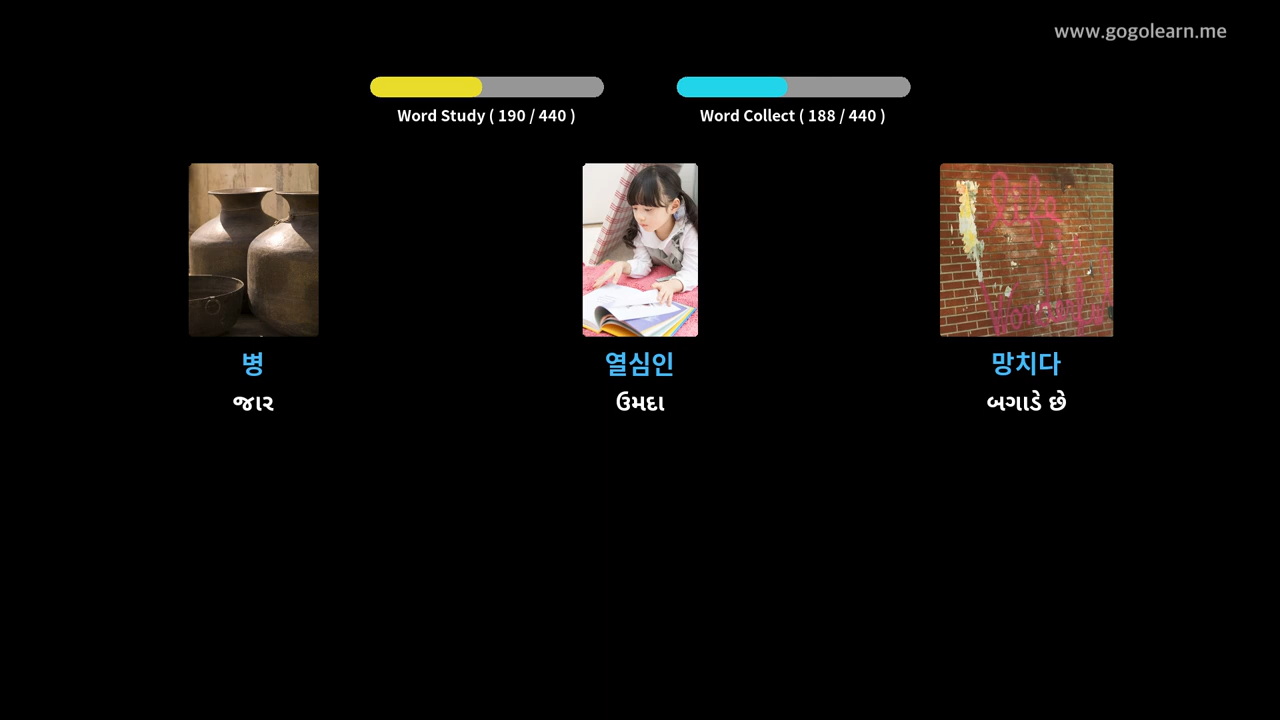 www.gogolearn.me
Word Study ( 190 / 440 )
Word Collect ( 188 / 440 )
Life
병
열심인
망치다
જાર
ઉમદા
બગાડે છે